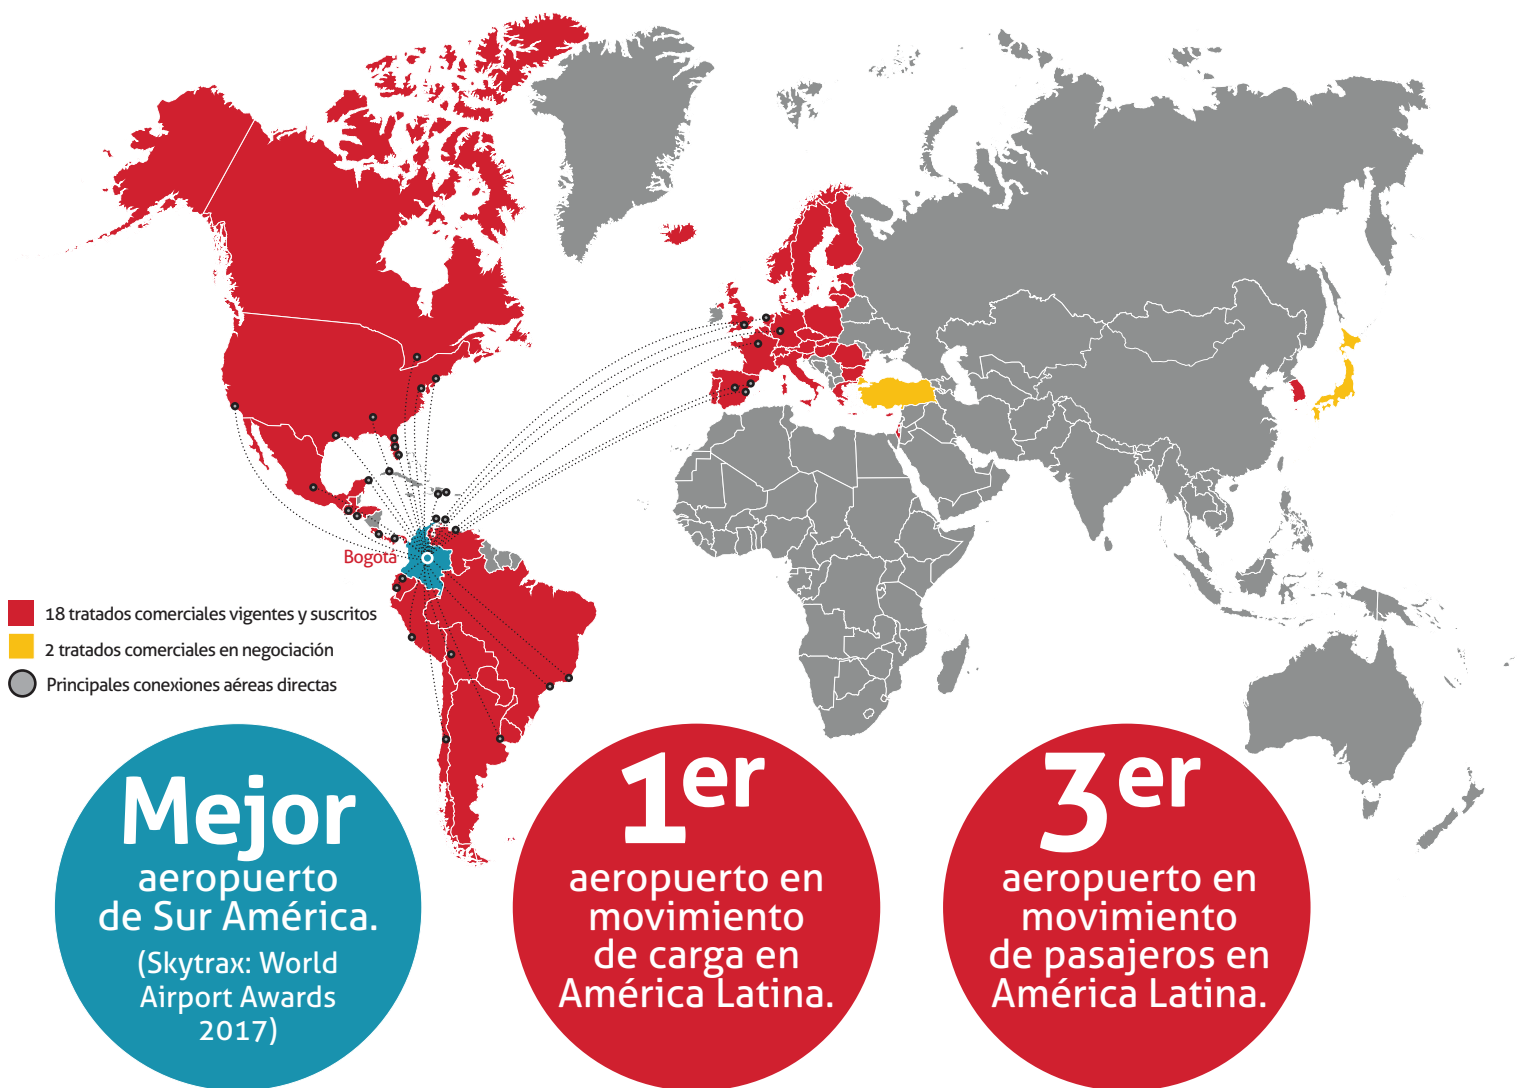 Bogotá
18 tratados comerciales vigentes y suscritos
2 tratados comerciales en negociación
Principales conexiones aéreas directas
Mejor
aeropuerto
de Sur América.
(Skytrax: World
Airport Awards
2017)
1er
aeropuerto en
movimiento
de carga en
América Latina.
3er
aeropuerto en
movimiento
de pasajeros en
América Latina.